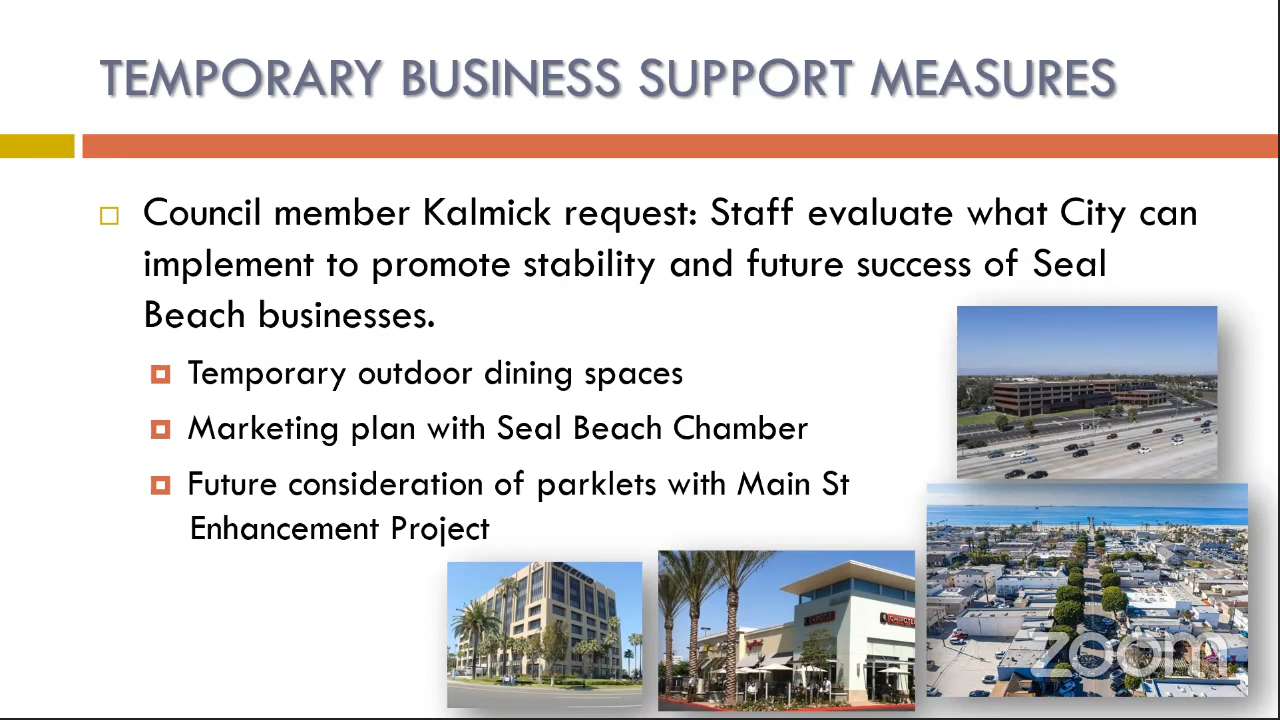 TEMPORARY BUSINESS SUPPORT MEASURES
Council member Kalmick request: Staff evaluate what City can
implement to promote stability and future success of Seal
Beach businesses.
Temporary outdoor dining spaces
Marketing plan with Seal Beach Chamber
Future consideration of parklets with Main St
Enhancement Project
CHIPOTLE
zoom